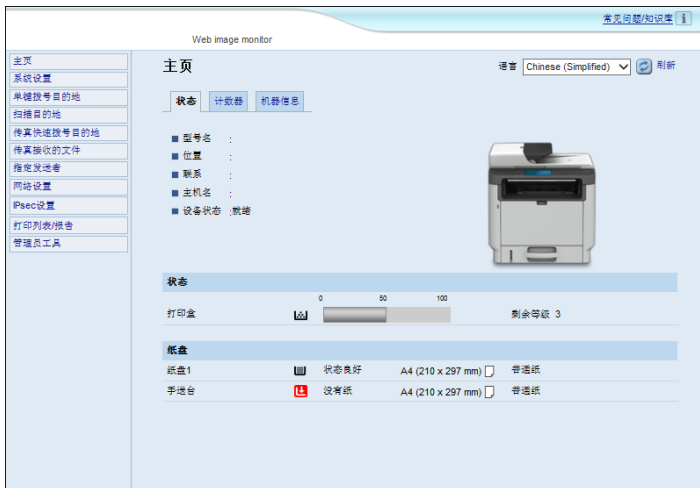 常见问题/知识库
Web image monitor
主页
系统设置
单键拨号目的地
扫描目的地
传真快速拨号目的地
传真接收的文件
指定发送者
网络设置
IPsec设置
打印列表/报告
管理员工具
主页
语言 Chinese (Simplified) 刷新
状态 计数器 机器信息
型号名 :
位置 :
联系 :
主机名 :
设备状态 :就绪
状态
0 50 100
打印盒 剩余等级 3
纸盘
纸盘1 状态良好 A4 (210 x 297 mm) 普通纸
手送台 没有纸 A4 (210 x 297 mm) 普通纸